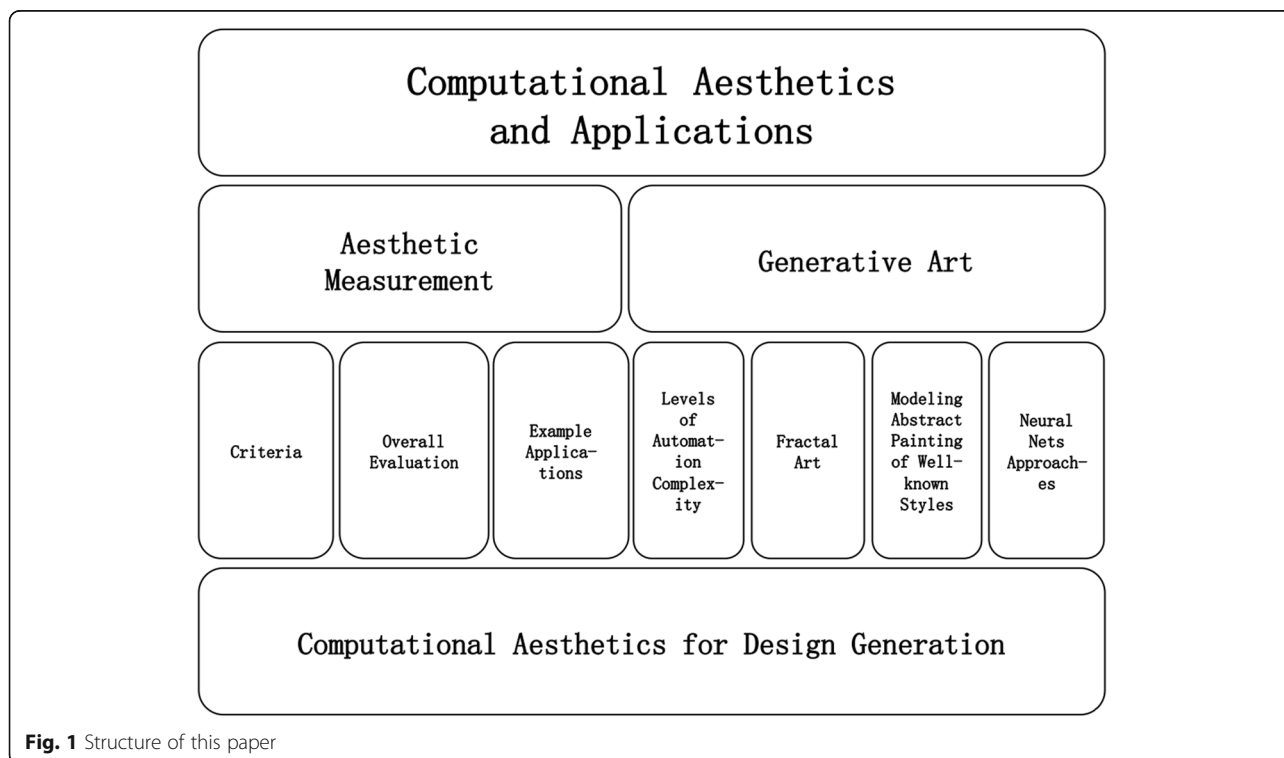 Computational Aesthetics
and Applications
Aesthetic
Measurement
Generative Art
Criteria
Overall
Evaluation
Example
Applica-
tions
Levels
of
Automat-
ion
Complex-
ity
Fractal
Art
Modeling
Abstract
Painting
of Well-
known
Styles
Neural
Nets
Approach-
es
Computational Aesthetics for Design Generation
Fig. 1 Structure of this paper